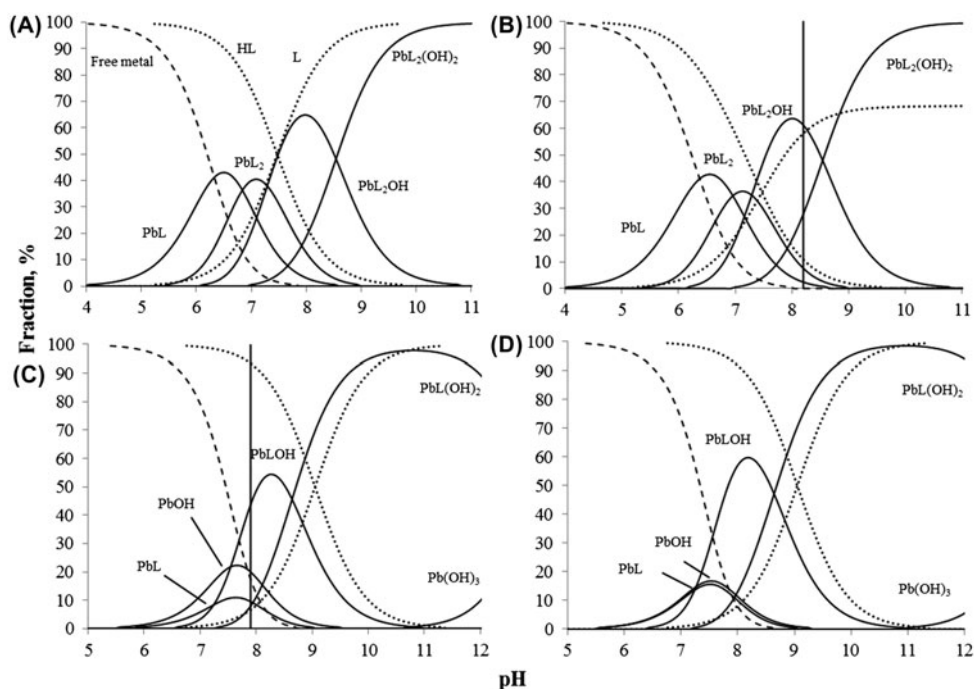 Fraction, %
(A)
100
90
80
70
60
50
40
30
20
10
0
Free metal
HL
L
PbL₂(OH)₂
PbL₂
PbL
PbL₂OH
4 5 6 7 8 9 10 11
(B)
100
90
80
70
60
50
40
30
20
10
0
PbL₂(OH)₂
PbL₂OH
PbL₂
PbL
4 5 6 7 8 9 10 11
(C)
100
90
80
70
60
50
40
30
20
10
0
PbL(OH)₂
PbLOH
PbOH
PbL
Pb(OH)₃
5 6 7 8 9 10 11 12
(D)
100
90
80
70
60
50
40
30
20
10
0
PbL(OH)₂
PbLOH
PbOH
PbL
Pb(OH)₃
5 6 7 8 9 10 11 12
pH